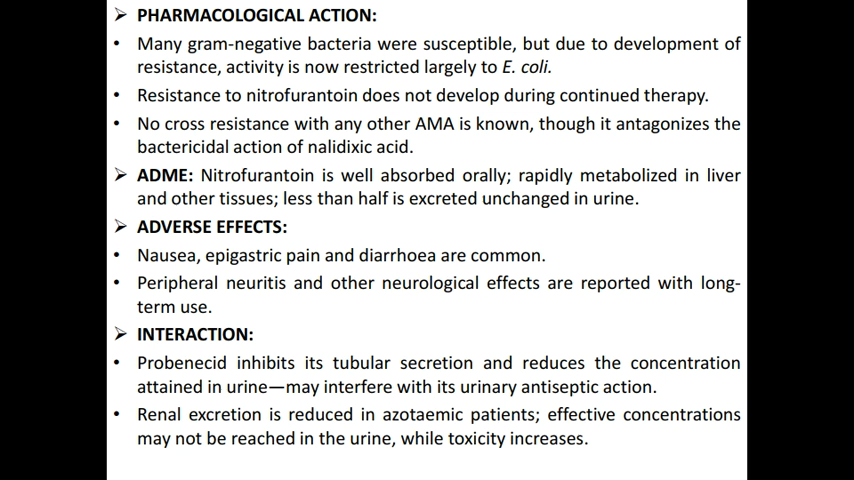 ➢ PHARMACOLOGICAL ACTION:
• Many gram-negative bacteria were susceptible, but due to development of
resistance, activity is now restricted largely to E. coli.
• Resistance to nitrofurantoin does not develop during continued therapy.
• No cross resistance with any other AMA is known, though it antagonizes the
bactericidal action of nalidixic acid.
➢ ADME: Nitrofurantoin is well absorbed orally; rapidly metabolized in liver
and other tissues; less than half is excreted unchanged in urine.
➢ ADVERSE EFFECTS:
• Nausea, epigastric pain and diarrhoea are common.
• Peripheral neuritis and other neurological effects are reported with long-
term use.
➢ INTERACTION:
• Probenecid inhibits its tubular secretion and reduces the concentration
attained in urine—may interfere with its urinary antiseptic action.
• Renal excretion is reduced in azotaemic patients; effective concentrations
may not be reached in the urine, while toxicity increases.